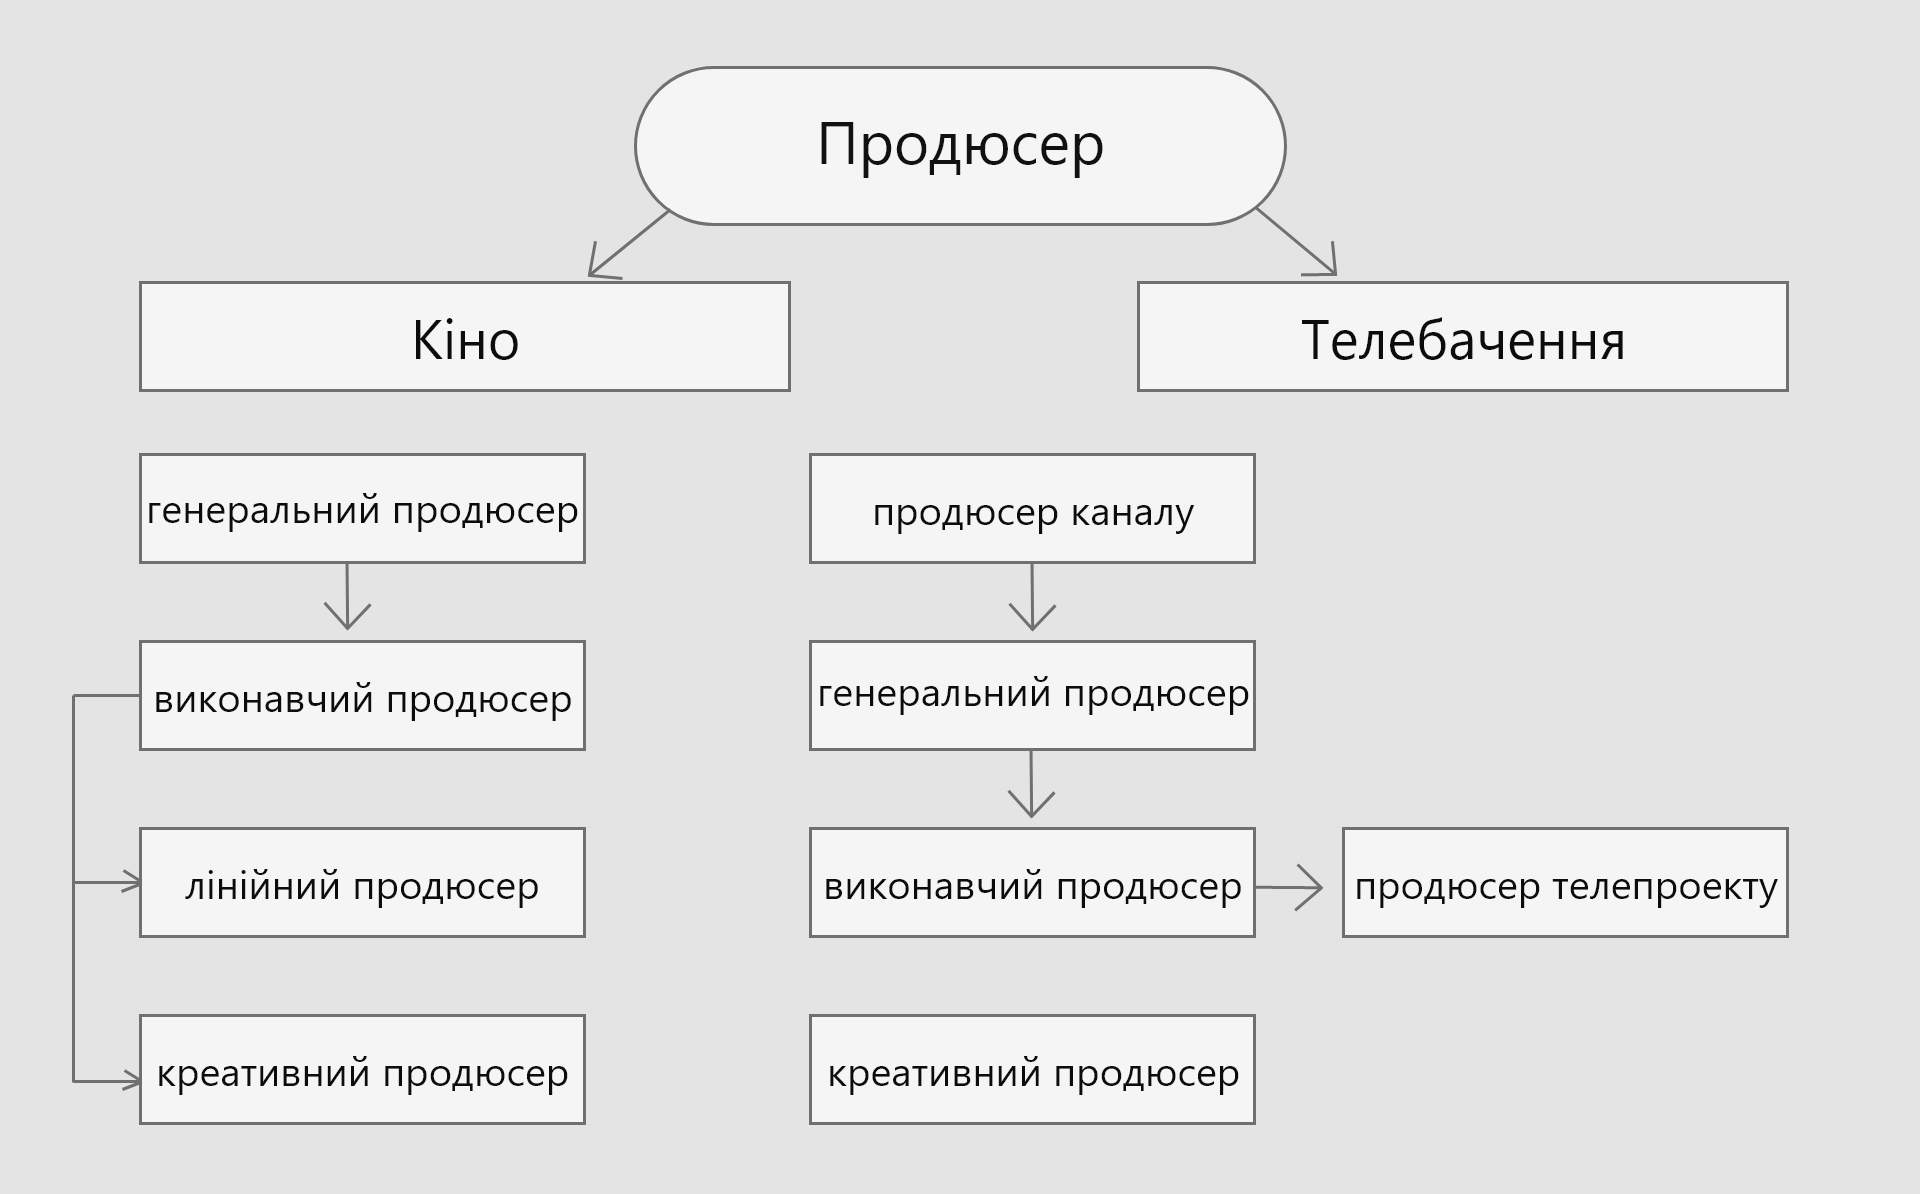 Продюсер
Кіно
Телебачення
генеральний продюсер
продюсер каналу
виконавчий продюсер
генеральний продюсер
лінійний продюсер
виконавчий продюсер
продюсер телепроекту
креативний продюсер
креативний продюсер